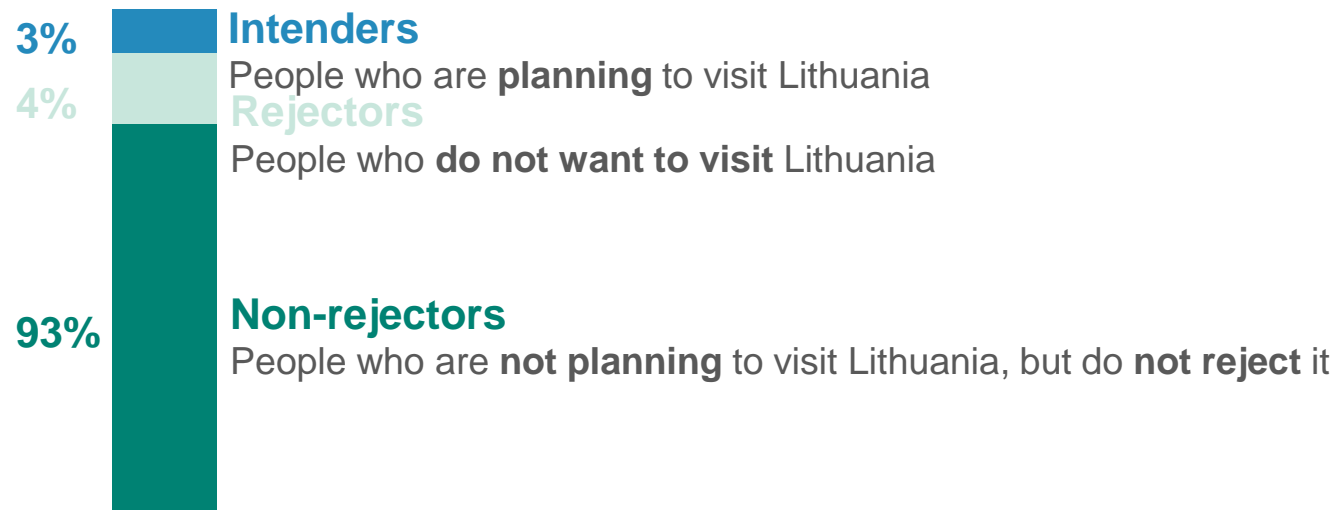 3%
Intenders
People who are planning to visit Lithuania
4%
Rejectors
People who do not want to visit Lithuania
93%
Non-rejectors
People who are not planning to visit Lithuania, but do not reject it